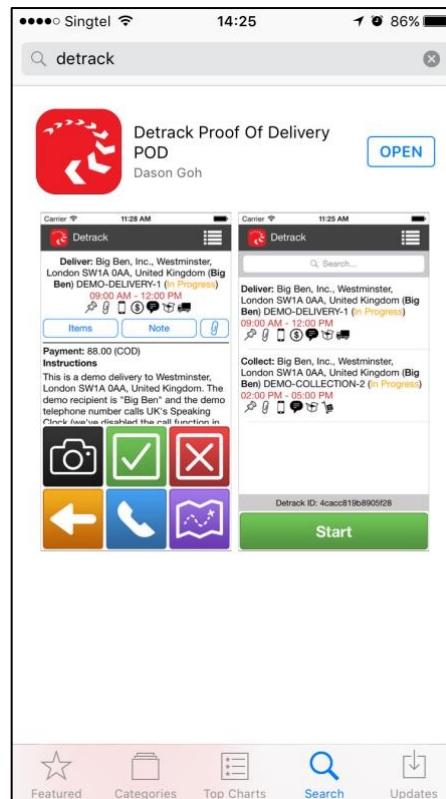 Singtel 14:25 86%
detrack
Detrack Proof Of Delivery
POD
Dason Goh
OPEN
Carrier 11:28 AM
Detrack
Deliver: Big Ben, Inc., Westminster,
London SW1A 0AA, United Kingdom (Big
Ben) DEMO-DELIVERY-1 (In Progress)
09:00 AM - 12:00 PM
Items Note
Payment: 88.00 (COD)
Instructions
This is a demo delivery to Westminster,
London SW1A 0AA, United Kingdom. The
demo recipient is "Big Ben" and the demo
telephone number calls UK's Speaking
Clock (we've disabled the call function in
Carrier 11:25 AM
Detrack
Search...
Deliver: Big Ben, Inc., Westminster,
London SW1A 0AA, United Kingdom (Big
Ben) DEMO-DELIVERY-1 (In Progress)
09:00 AM - 12:00 PM
Collect: Big Ben, Inc., Westminster,
London SW1A 0AA, United Kingdom (Big
Ben) DEMO-COLLECTION-2 (In Progress)
02:00 PM - 05:00 PM
Detrack ID: 4cacc819b8905f28
Start
Featured Categories Top Charts Search Updates